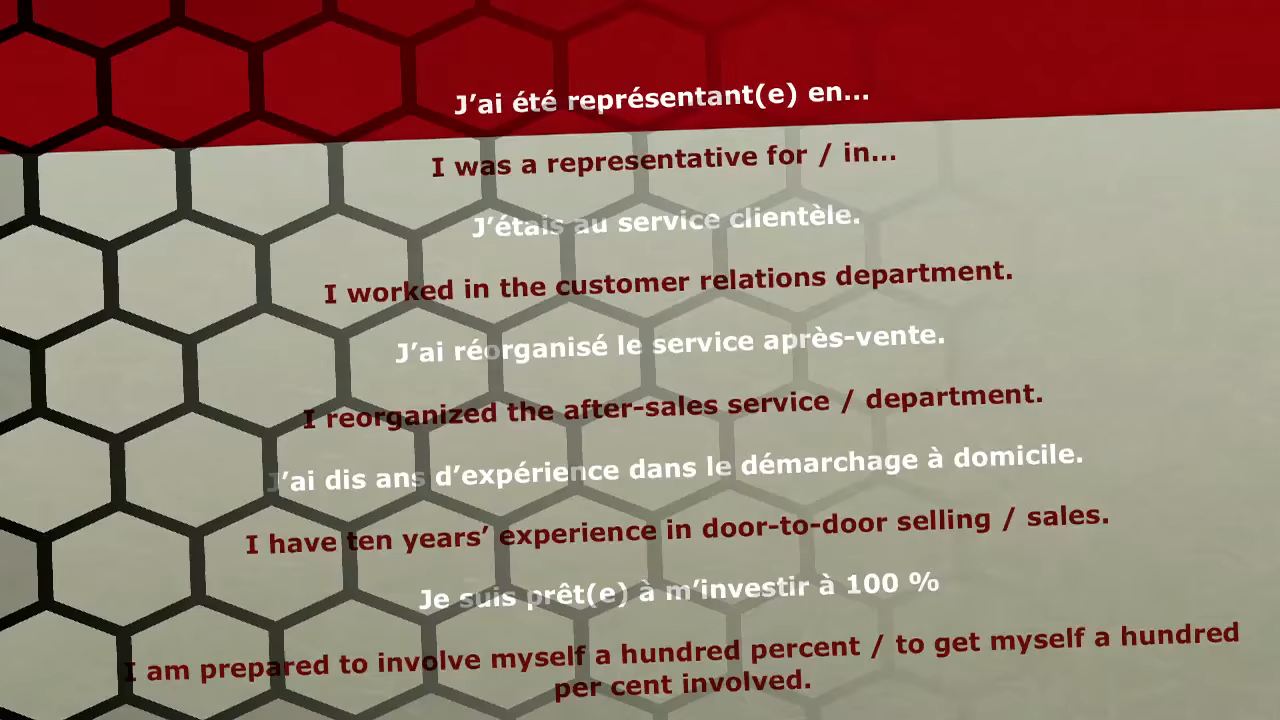 J’ai été représentant(e) en...
I was a representative for / in...
J’étais au service clientèle.
I worked in the customer relations department.
J’ai réorganisé le service après-vente.
I reorganized the after-sales service / department.
J’ai dis ans d’expérience dans le démarchage à domicile.
I have ten years’ experience in door-to-door selling / sales.
Je suis prêt(e) à m’investir à 100 %
I am prepared to involve myself a hundred percent / to get myself a hundred
per cent involved.